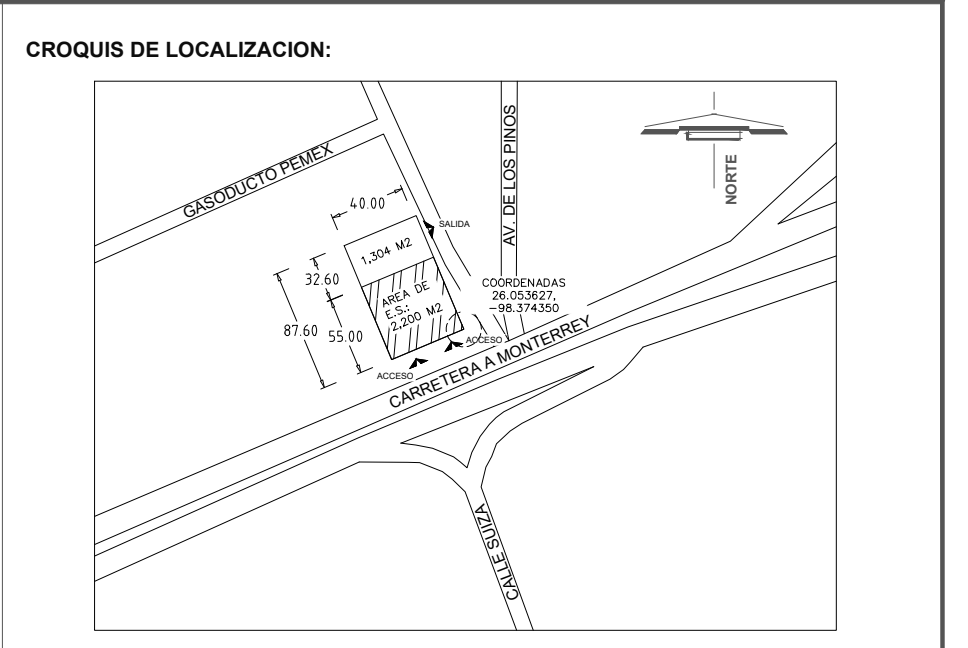 CROQUIS DE LOCALIZACION:
GASODUCTO PEMEX
AV. DE LOS PINOS
NORTE
40.00
SALIDA
1,304 M2
32.60
87.60
55.00
AREA DE
E.S.:
2,200 M2
COORDENADAS
26.053627,
-98.374350
ACCESO
ACCESO
CARRETERA A MONTERREY
CALLE SUIZA